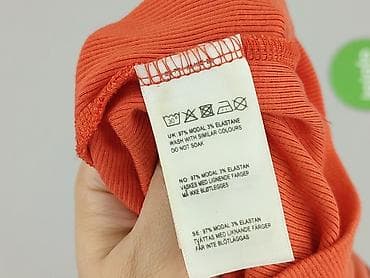 UK: 97% MODAL 3% ELASTANE
WASH WITH SIMILAR COLOURS
DO NOT SOAK
NO: 97% MODAL 3% ELASTAN
VASKES MED LIGNENDE FARGER
MÅ IKKE BLØTLEGGES
SE: 97% MODAL 3% ELASTAN
TVÄTTAS MED LIKNANDE FÄRGER
FÅR INTE BLÖTLÄGGAS